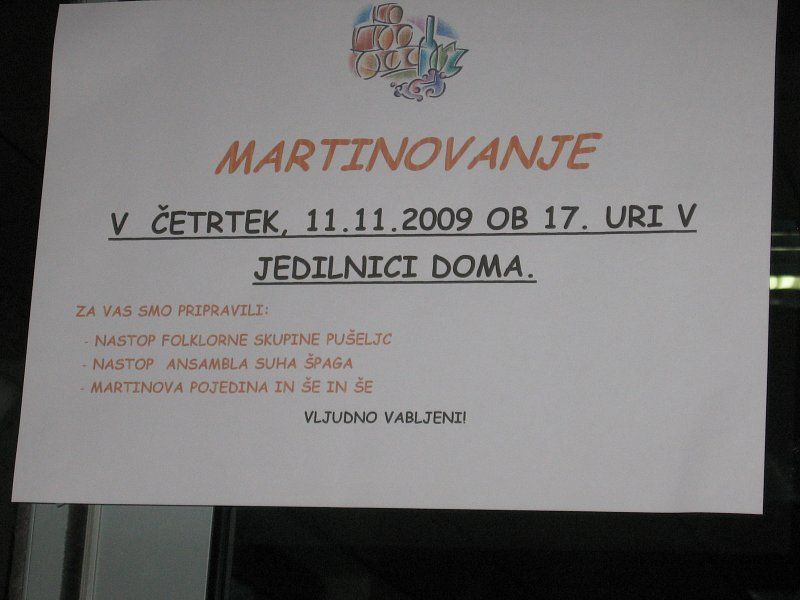 MARTINOVANJE
V ČETRTEK, 11.11.2009 OB 17. URI V
JEDILNICI DOMA.
ZA VAS SMO PRIPRAVILI:
- NASTOP FOLKLORNE SKUPINE PUŠELJC
- NASTOP ANSAMBLA SUHA ŠPAGA
- MARTINOVA POJEDINA IN ŠE IN ŠE
VLJUDNO VABLJENI!